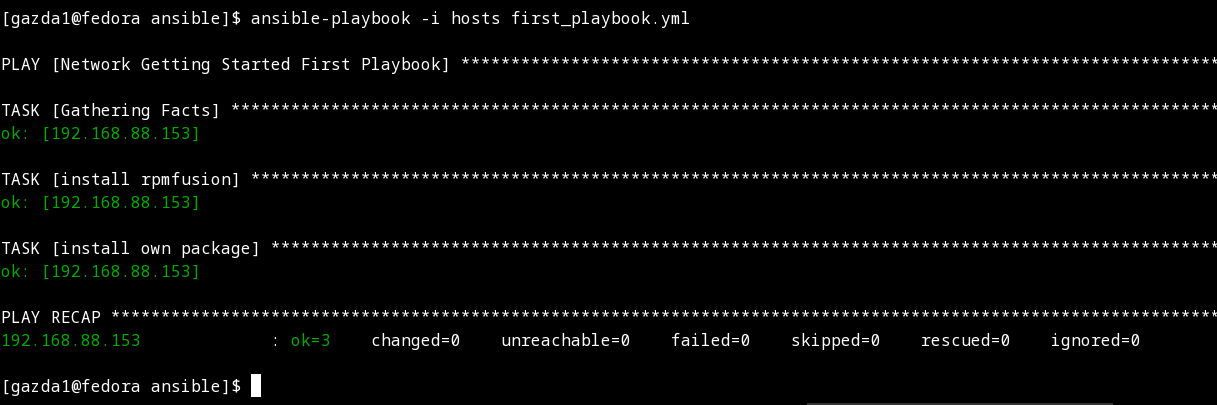 [gazda1@fedora ansible]$ ansible-playbook -i hosts first_playbook.yml
PLAY [Network Getting Started First Playbook] ****************************************************************************
TASK [Gathering Facts] ***************************************************************************************************
ok: [192.168.88.153]
TASK [install rpmfusion] *************************************************************************************************
ok: [192.168.88.153]
TASK [install own package] ***********************************************************************************************
ok: [192.168.88.153]
PLAY RECAP ***************************************************************************************************************
192.168.88.153             : ok=3    changed=0    unreachable=0    failed=0    skipped=0    rescued=0    ignored=0
[gazda1@fedora ansible]$